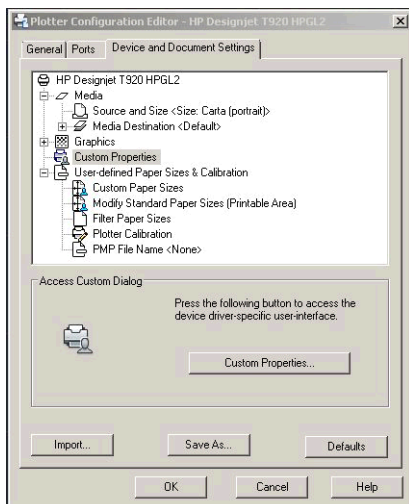 Plotter Configuration Editor - HP Designjet T920 HPGL2
General Ports Device and Document Settings
HP Designjet T920 HPGL2
Media
Source and Size <Size: Carta (portrait)>
Media Destination <Default>
Graphics
Custom Properties
User-defined Paper Sizes & Calibration
Custom Paper Sizes
Modify Standard Paper Sizes (Printable Area)
Filter Paper Sizes
Plotter Calibration
PMP File Name <None>
Access Custom Dialog
Press the following button to access the
device driver-specific user-interface.
Custom Properties...
Import... Save As... Defaults
OK Cancel Help